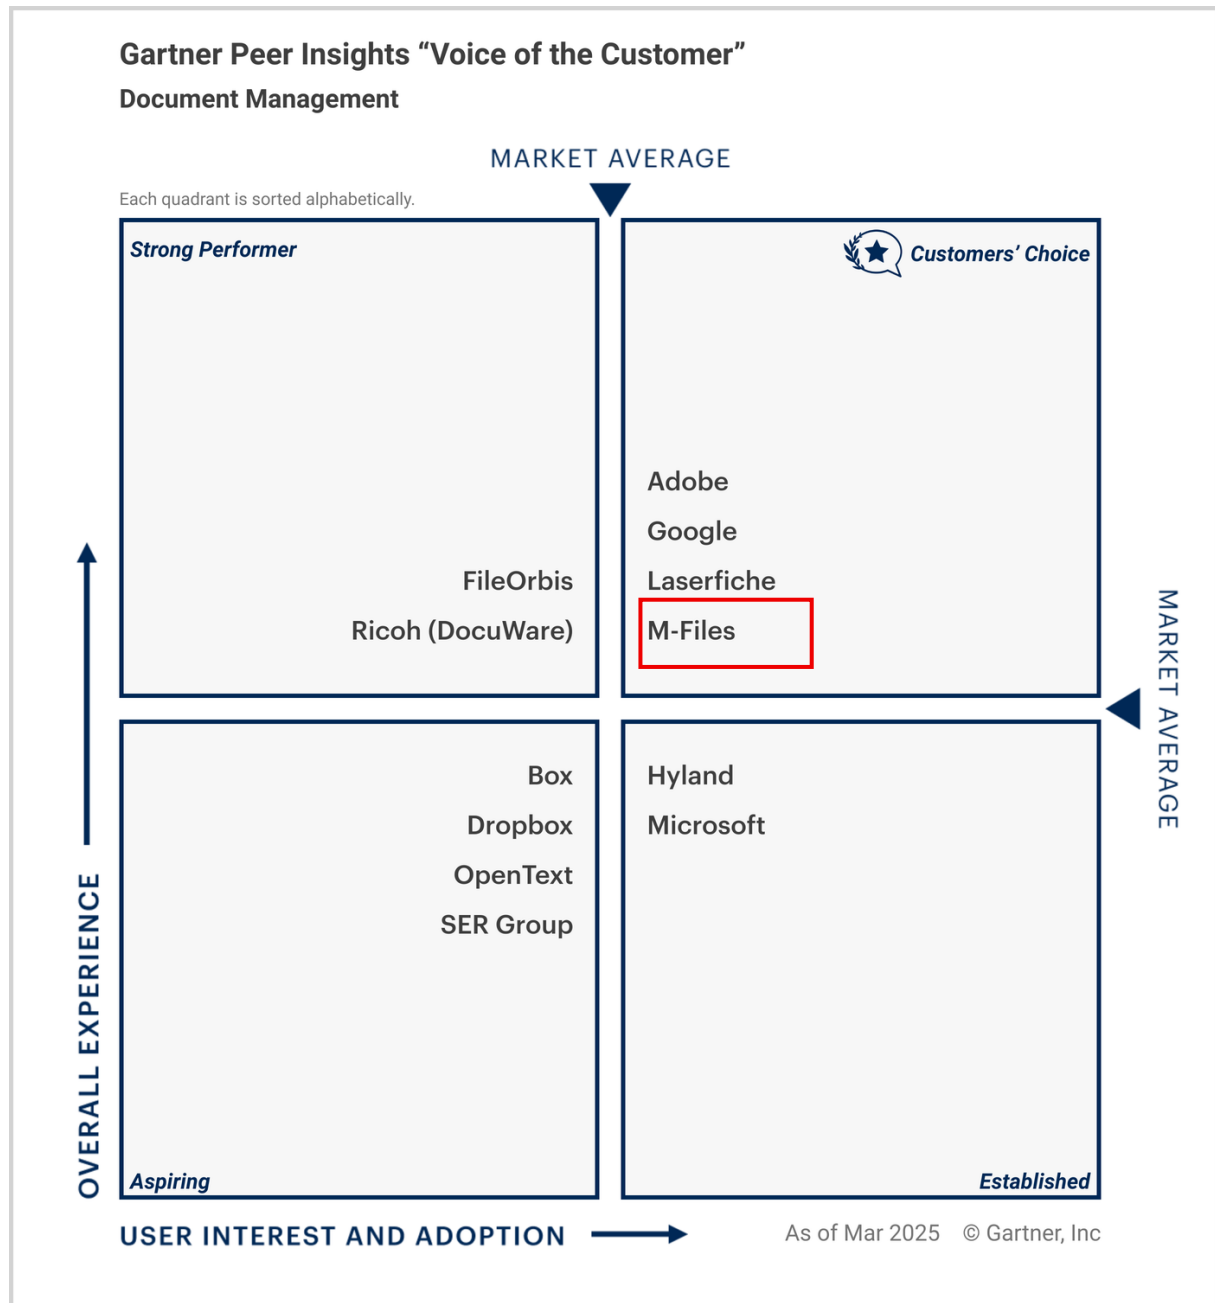 Gartner Peer Insights “Voice of the Customer”
Document Management
MARKET AVERAGE
Each quadrant is sorted alphabetically.
Strong Performer
Customers’ Choice
Adobe
Google
FileOrbis
Laserfiche
Ricoh (DocuWare)
M-Files
MARKET AVERAGE
Box
Hyland
Dropbox
Microsoft
OpenText
SER Group
OVERALL EXPERIENCE
Aspiring
Established
USER INTEREST AND ADOPTION
As of Mar 2025 © Gartner, Inc